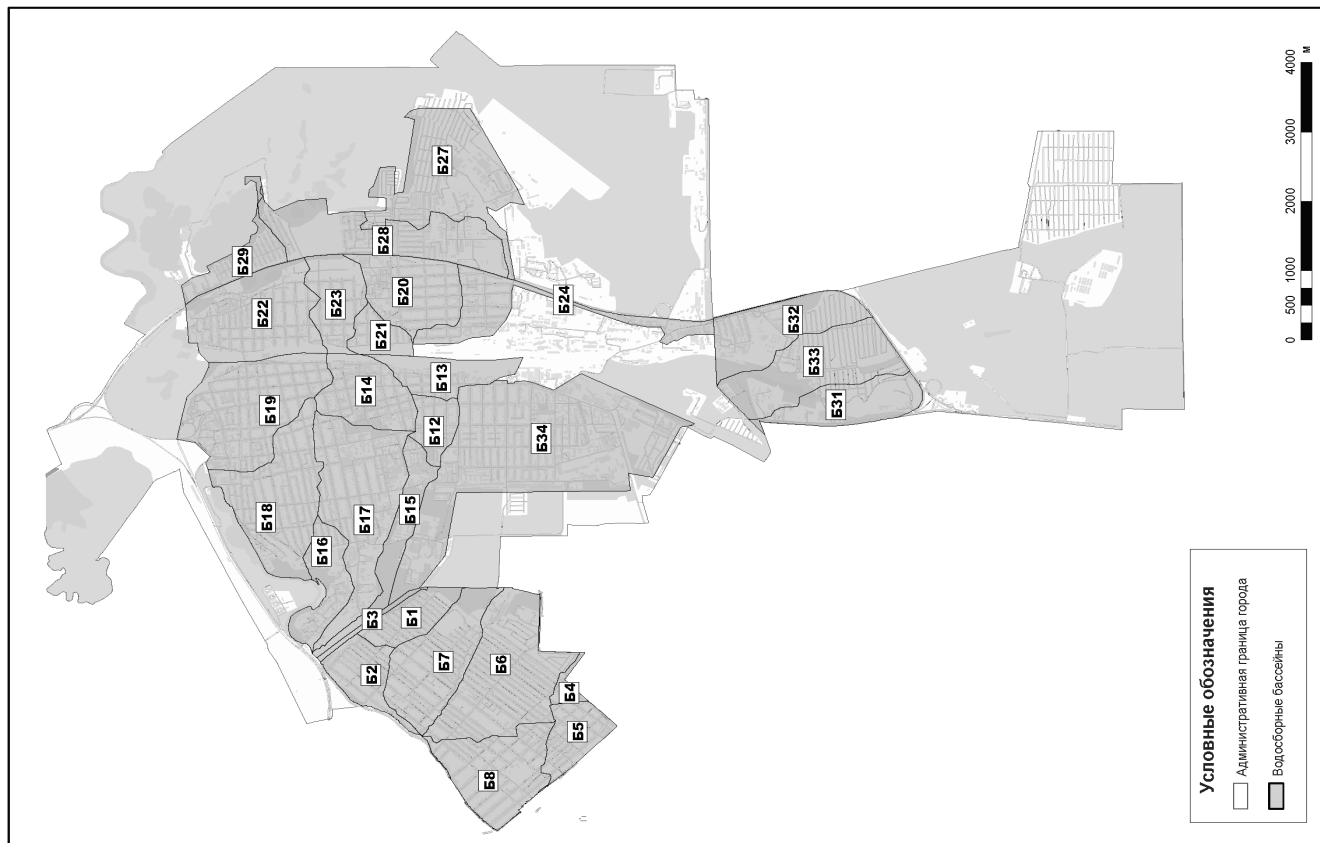 Б29
Б22
Б23
Б28
Б27
Б20
Б21
Б24
Б19
Б14
Б13
Б12
Б34
Б18
Б16
Б17
Б15
Б3
Б1
Б2
Б7
Б6
Б4
Б5
Б8
Б32
Б33
Б31
Условные обозначения
Административная граница города
Водосборные бассейны
0 500 1000 2000 3000 4000
м